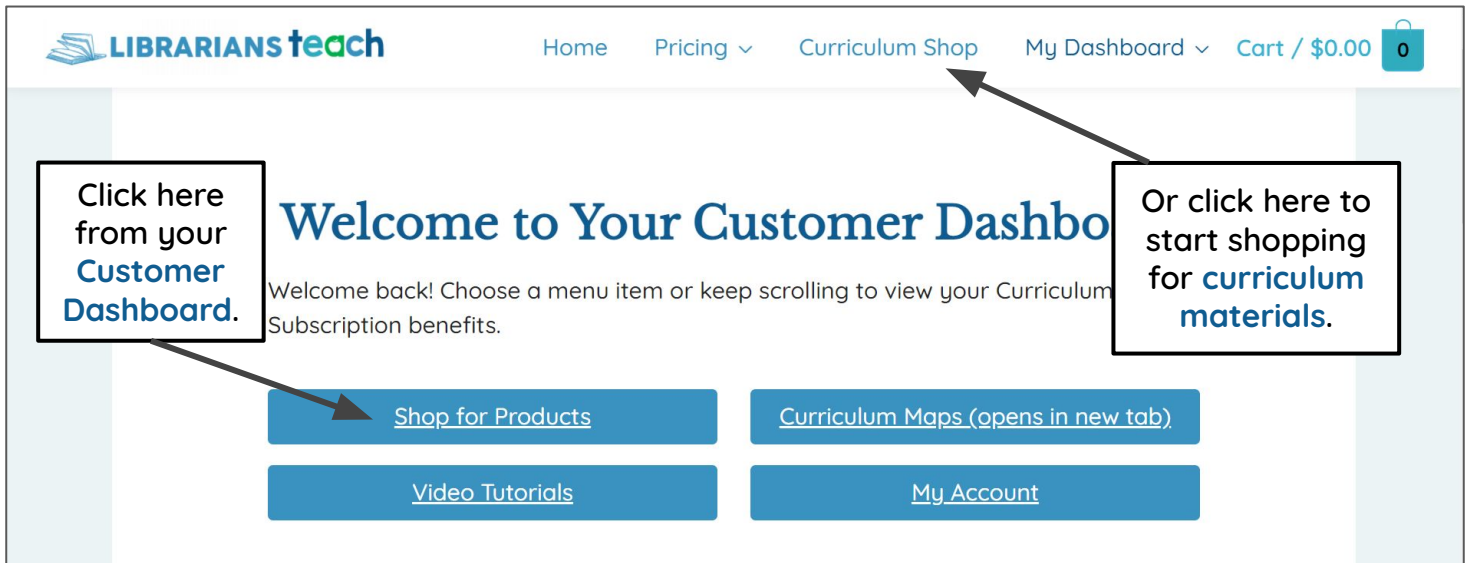 LIBRARIANS teach
Home Pricing Curriculum Shop My Dashboard Cart / $0.00 0
Click here
from your
Customer
Dashboard.
Or click here to
start shopping
for curriculum
materials.
Welcome to Your Customer Dashbo
Welcome back! Choose a menu item or keep scrolling to view your Curriculum
Subscription benefits.
Shop for Products
Curriculum Maps (opens in new tab)
Video Tutorials
My Account